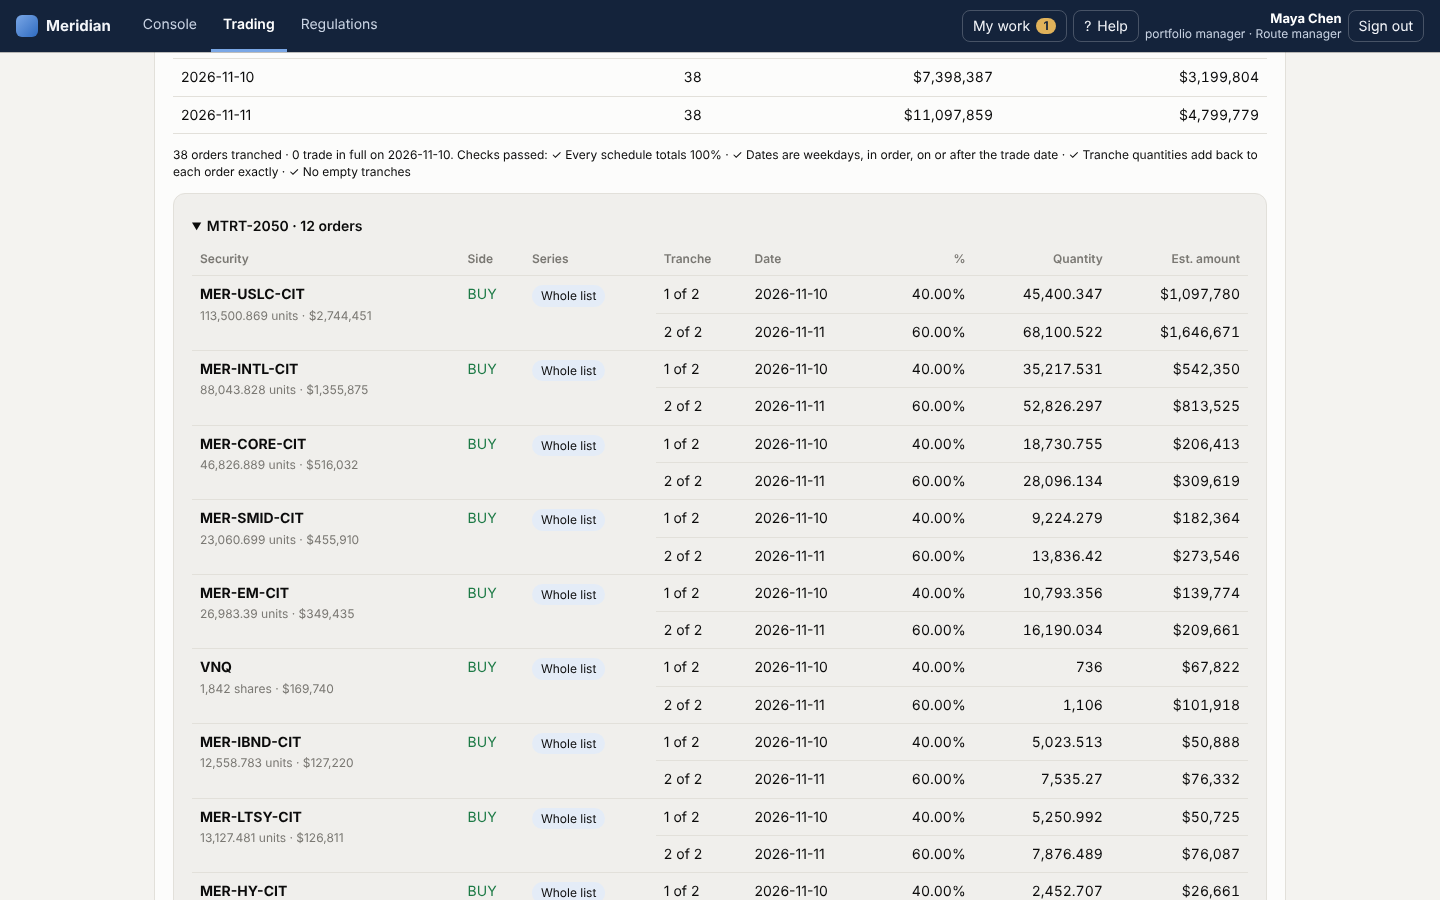 Meridian Console Trading Regulations My work 1 ? Help Maya Chen Sign out
portfolio manager · Route manager
2026-11-10 38 $7,398,387 $3,199,804
2026-11-11 38 $11,097,859 $4,799,779
38 orders tranched · 0 trade in full on 2026-11-10. Checks passed: ✓ Every schedule totals 100% · ✓ Dates are weekdays, in order, on or after the trade date · ✓ Tranche quantities add back to
each order exactly · ✓ No empty tranches
▼ MTRT-2050 · 12 orders
Security Side Series Tranche Date % Quantity Est. amount
MER-USLC-CIT BUY Whole list 1 of 2 2026-11-10 40.00% 45,400.347 $1,097,780
113,500.869 units · $2,744,451
2 of 2 2026-11-11 60.00% 68,100.522 $1,646,671
MER-INTL-CIT BUY Whole list 1 of 2 2026-11-10 40.00% 35,217.531 $542,350
88,043.828 units · $1,355,875
2 of 2 2026-11-11 60.00% 52,826.297 $813,525
MER-CORE-CIT BUY Whole list 1 of 2 2026-11-10 40.00% 18,730.755 $206,413
46,826.889 units · $516,032
2 of 2 2026-11-11 60.00% 28,096.134 $309,619
MER-SMID-CIT BUY Whole list 1 of 2 2026-11-10 40.00% 9,224.279 $182,364
23,060.699 units · $455,910
2 of 2 2026-11-11 60.00% 13,836.42 $273,546
MER-EM-CIT BUY Whole list 1 of 2 2026-11-10 40.00% 10,793.356 $139,774
26,983.39 units · $349,435
2 of 2 2026-11-11 60.00% 16,190.034 $209,661
VNQ BUY Whole list 1 of 2 2026-11-10 40.00% 736 $67,822
1,842 shares · $169,740
2 of 2 2026-11-11 60.00% 1,106 $101,918
MER-IBND-CIT BUY Whole list 1 of 2 2026-11-10 40.00% 5,023.513 $50,888
12,558.783 units · $127,220
2 of 2 2026-11-11 60.00% 7,535.27 $76,332
MER-LTSY-CIT BUY Whole list 1 of 2 2026-11-10 40.00% 5,250.992 $50,725
13,127.481 units · $126,811
2 of 2 2026-11-11 60.00% 7,876.489 $76,087
MER-HY-CIT BUY Whole list 1 of 2 2026-11-10 40.00% 2,452.707 $26,661